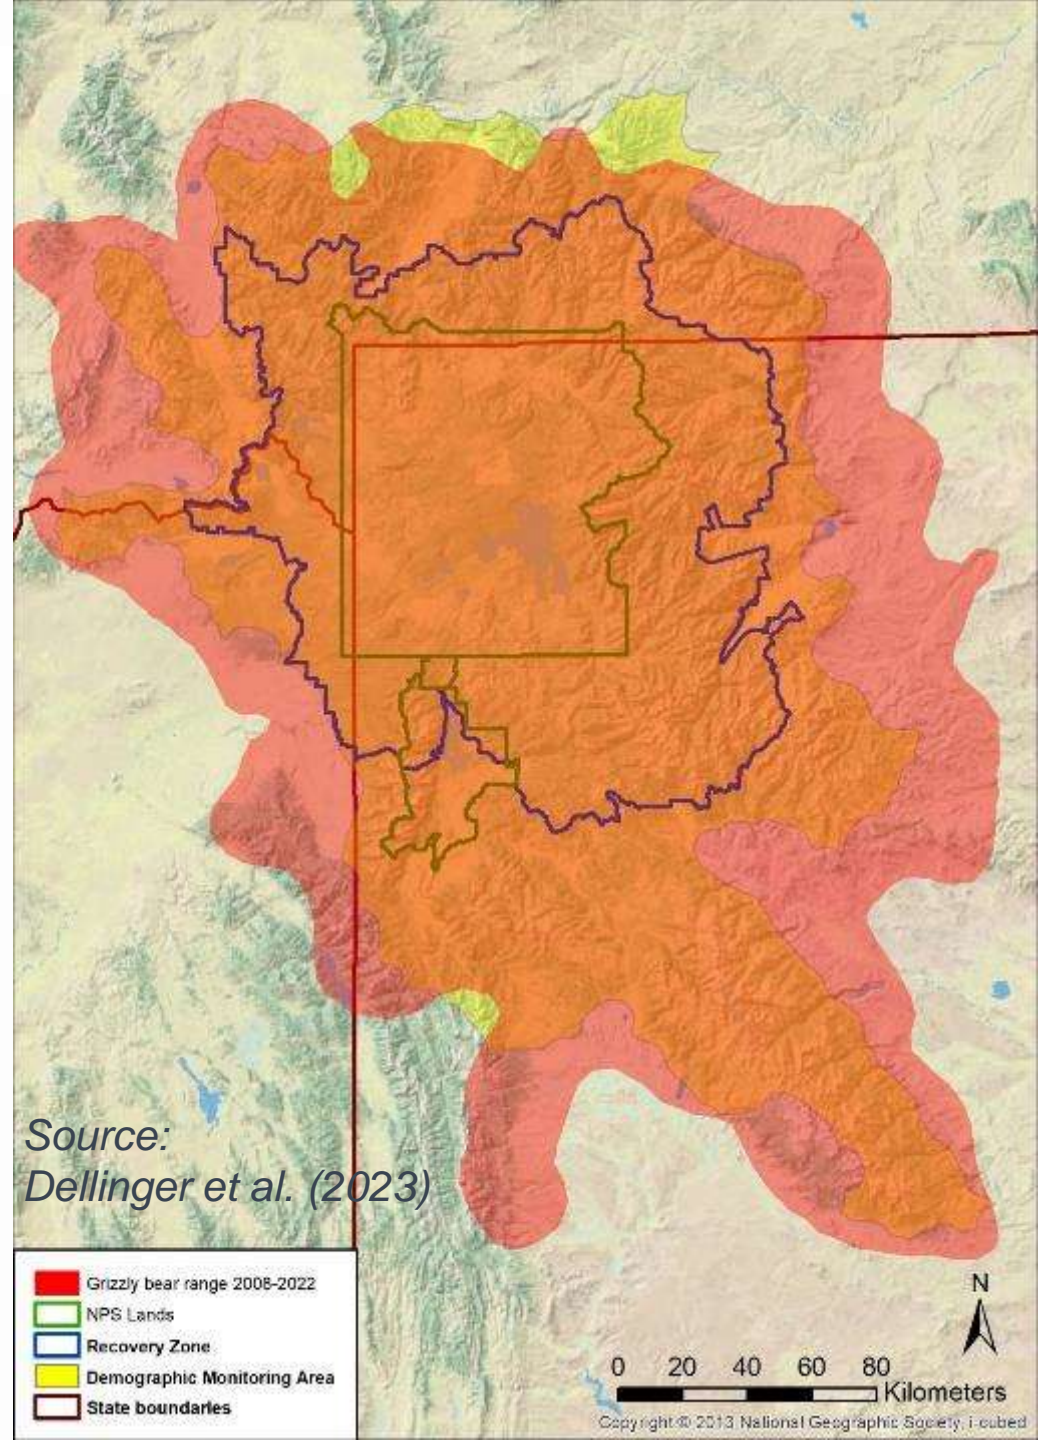 Source:
Dellinger et al. (2023)
Grizzly bear range 2008-2022
NPS Lands
Recovery Zone
Demographic Monitoring Area
State boundaries
N
0 20 40 60 80
Kilometers
Copyright © 2013 National Geographic Society, i-cubed